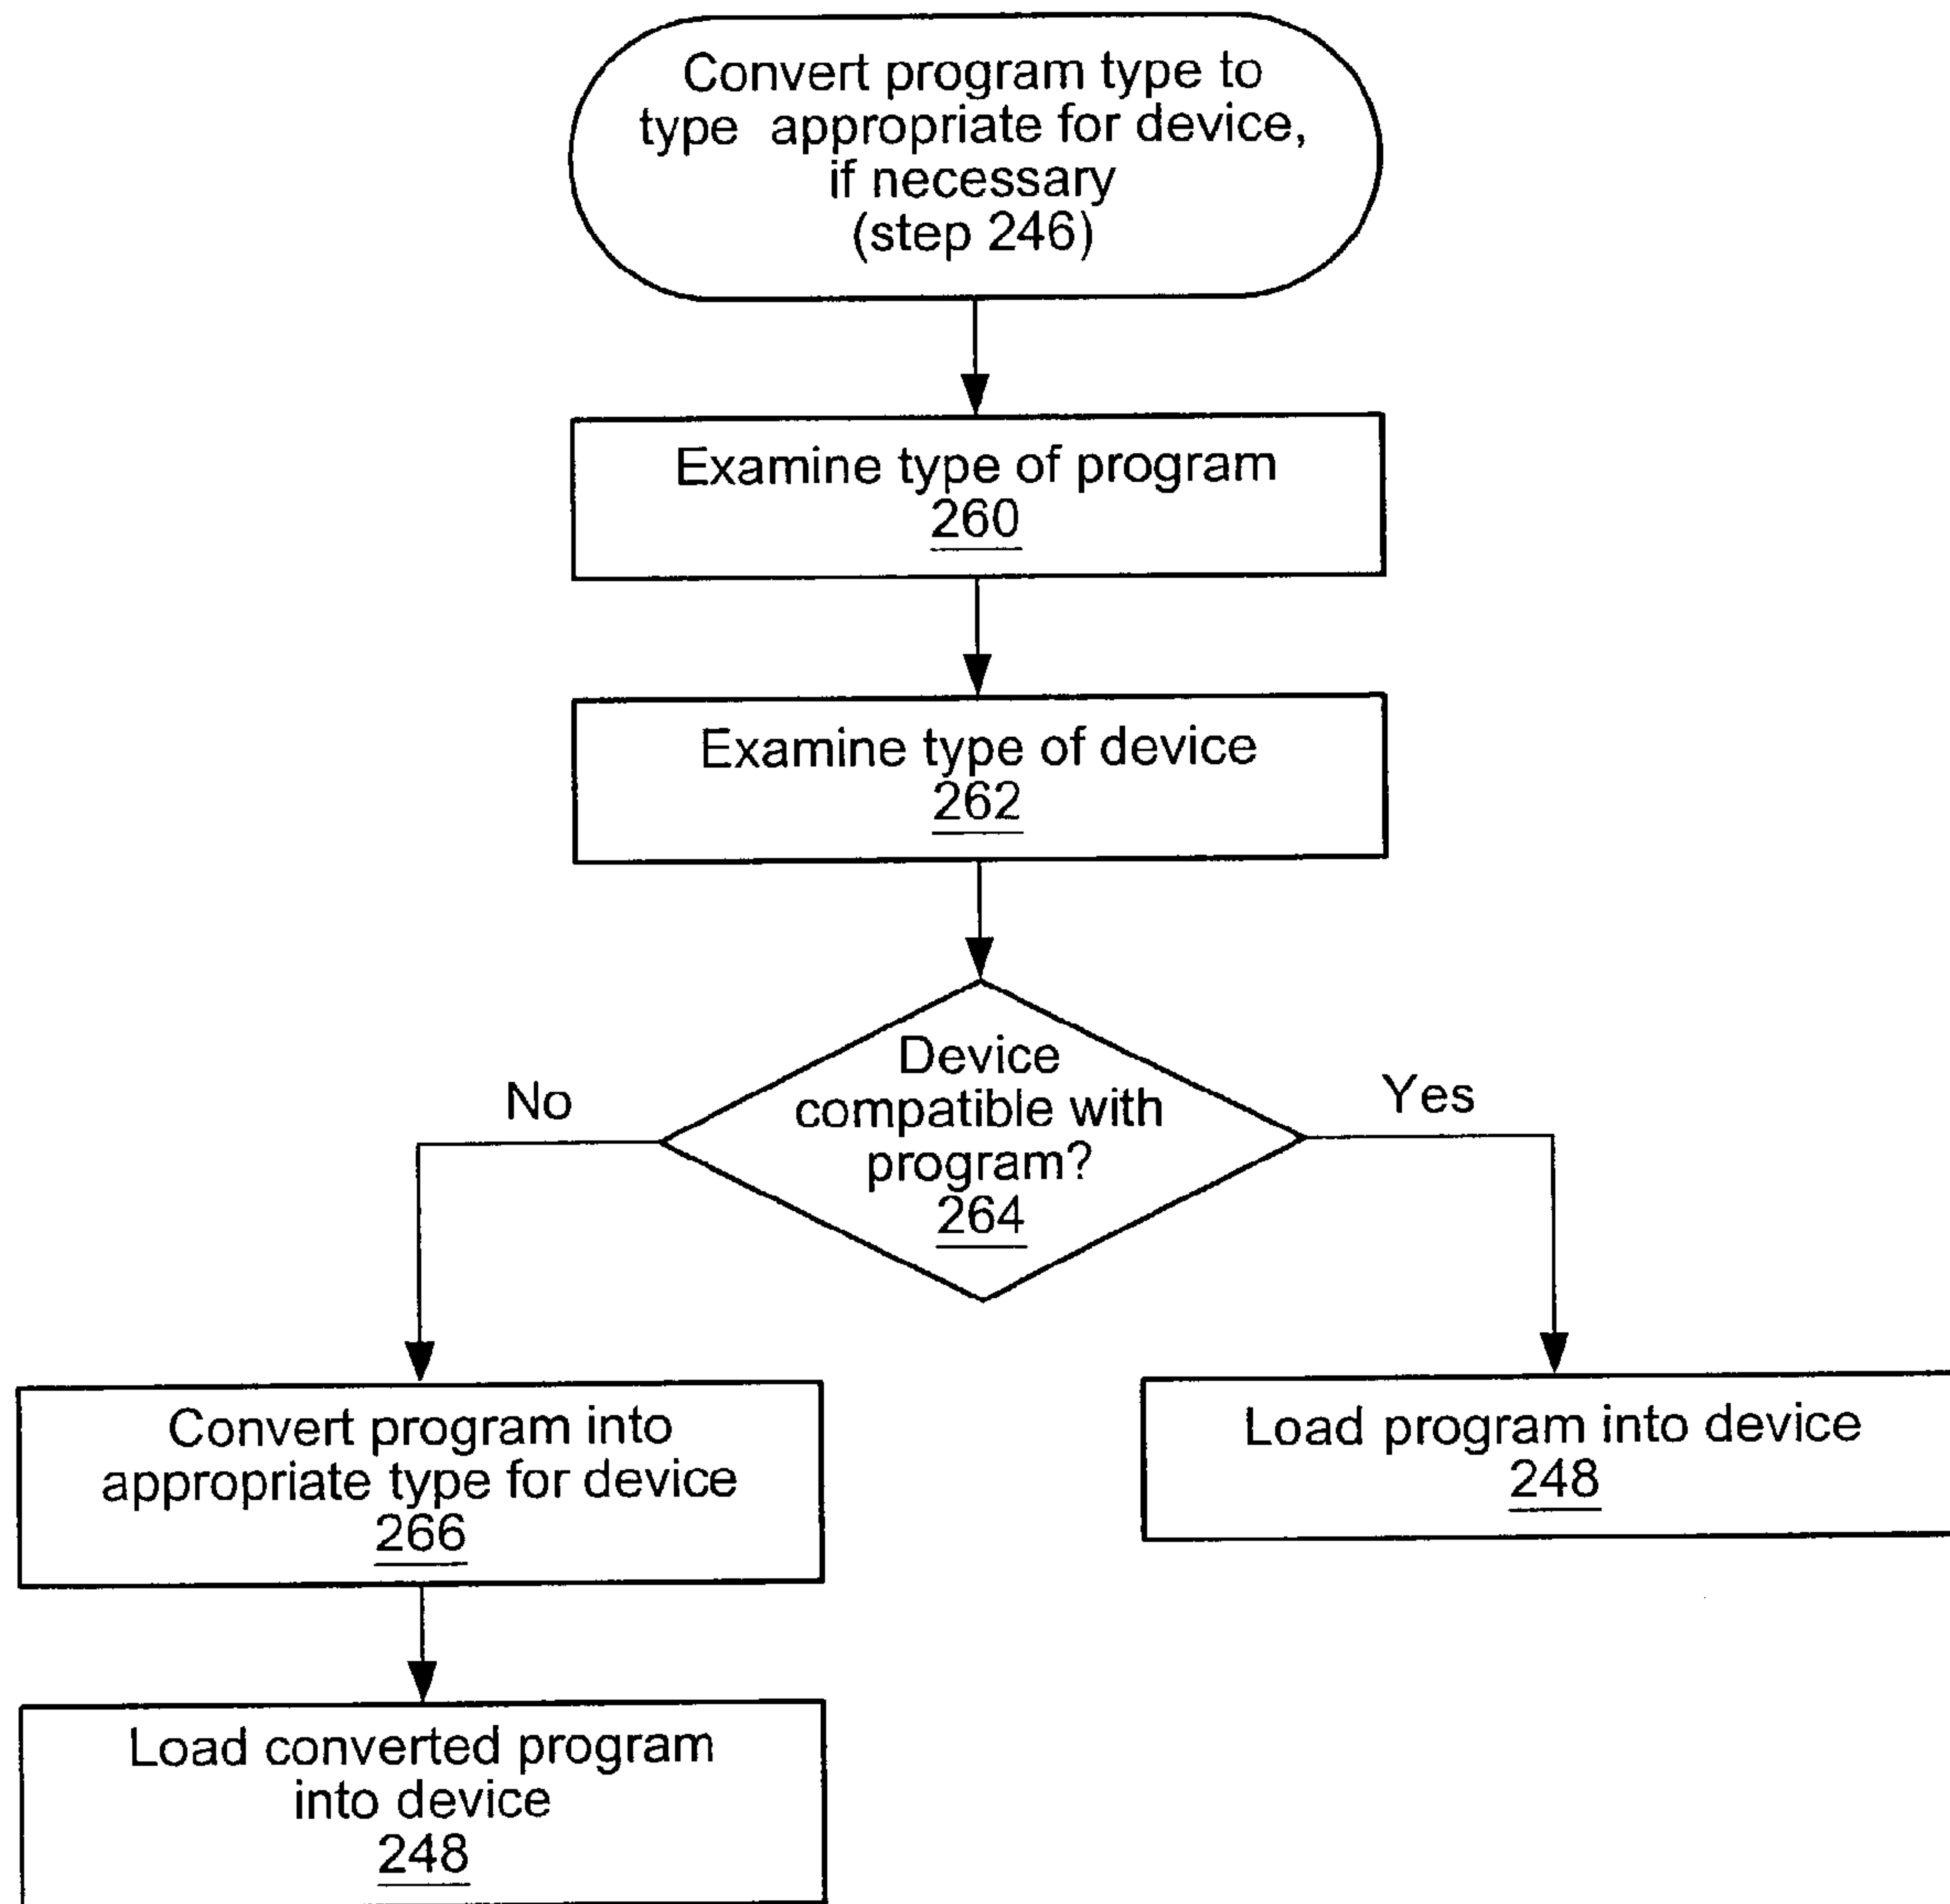 Convert program type to
type appropriate for device,
if necessary
(step 246)
Examine type of program
260
Examine type of device
262
Device
compatible with
program?
264
No
Yes
Convert program into
appropriate type for device
266
Load program into device
248
Load converted program
into device
248